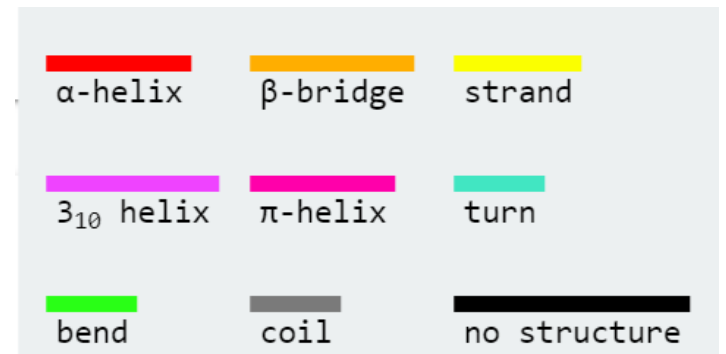 α-helix β-bridge strand
3₁₀ helix π-helix turn
bend coil no structure